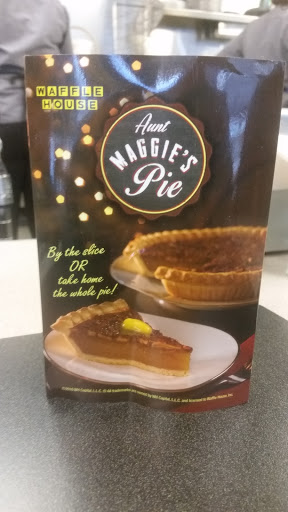 WAFFLE
HOUSE
Aunt
MAGGIE'S
Pie
By the slice
OR
take home
the whole pie!